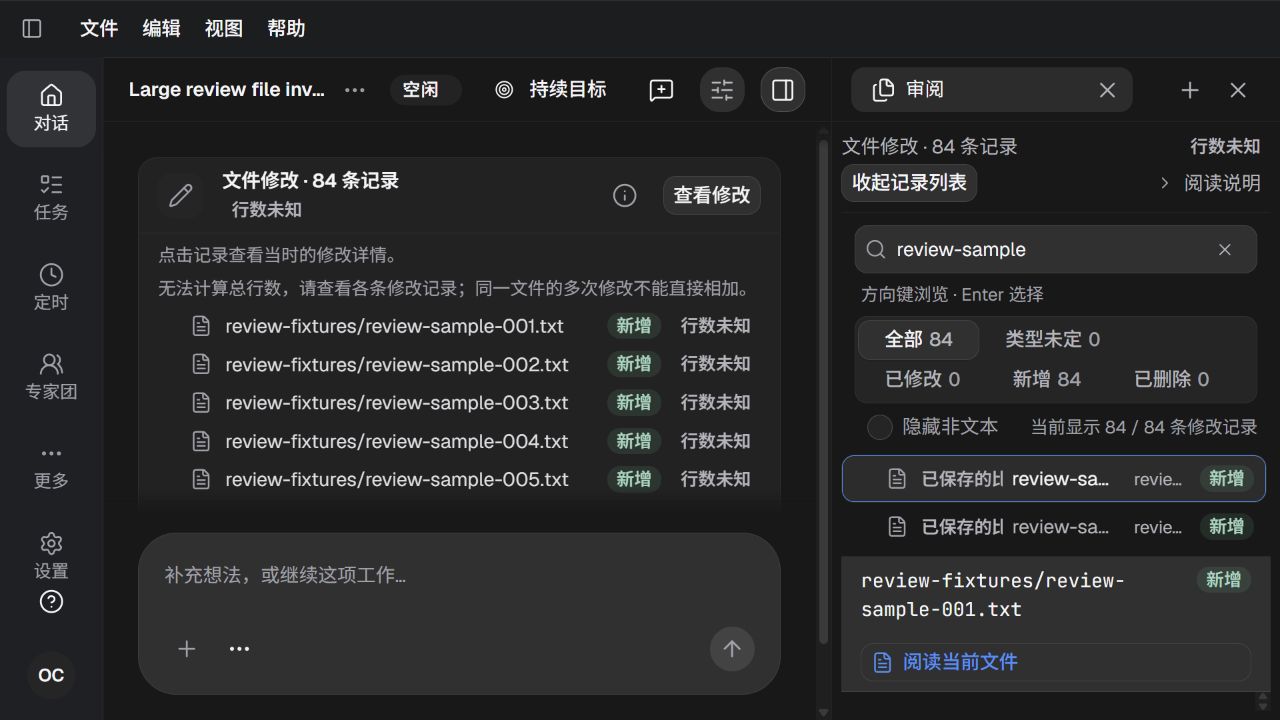 文件 编辑 视图 帮助
对话
任务
定时
专家团
更多
设置
OC
Large review file inv... 空闲 持续目标
文件修改 · 84 条记录
行数未知
查看修改
点击记录查看当时的修改详情。
无法计算总行数，请查看各条修改记录；同一文件的多次修改不能直接相加。
review-fixtures/review-sample-001.txt 新增 行数未知
review-fixtures/review-sample-002.txt 新增 行数未知
review-fixtures/review-sample-003.txt 新增 行数未知
review-fixtures/review-sample-004.txt 新增 行数未知
review-fixtures/review-sample-005.txt 新增 行数未知
补充想法，或继续这项工作...
审阅
文件修改 · 84 条记录 行数未知
收起记录列表 阅读说明
review-sample
方向键浏览 · Enter 选择
全部 84 类型未定 0
已修改 0 新增 84 已删除 0
隐藏非文本 当前显示 84 / 84 条修改记录
已保存的比 review-sa... revie... 新增
已保存的比 review-sa... revie... 新增
review-fixtures/review- 新增
sample-001.txt
阅读当前文件